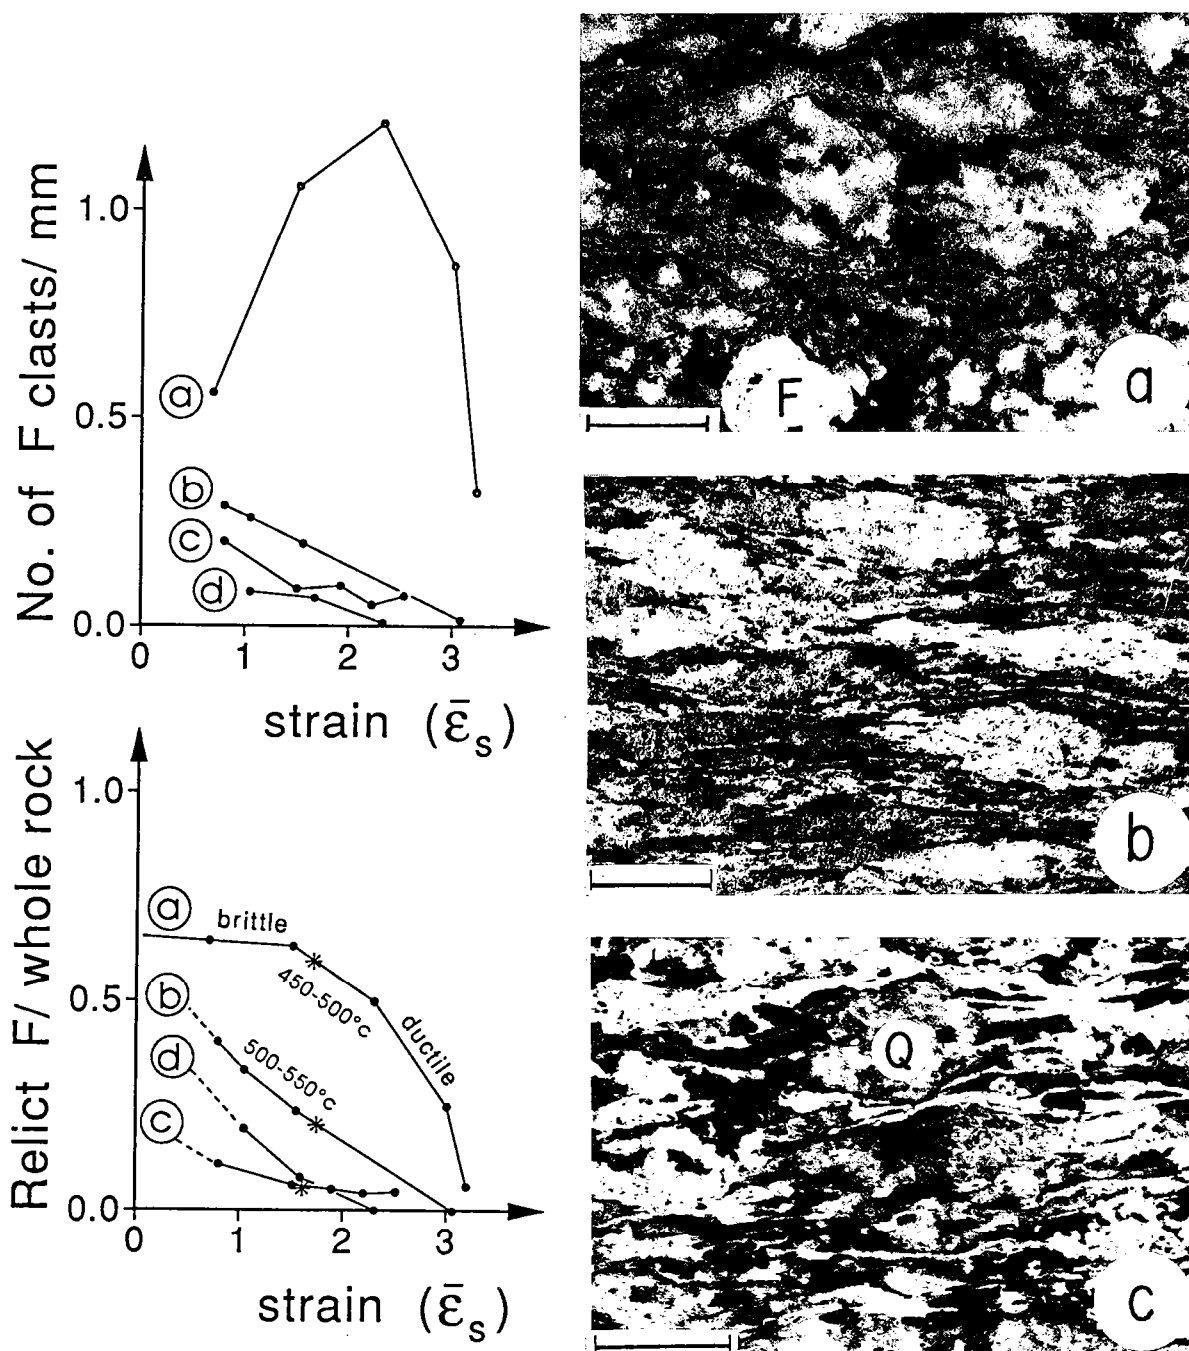 No. of F clasts/ mm
1.0
0.5
0.0
a
b
c
d
0
1
2
3
strain (ε̄s)
Relict F/ whole rock
1.0
0.5
0.0
a
b
d
c
brittle
450-500°c
ductile
500-550°c
0
1
2
3
strain (ε̄s)
F
a
b
Q
c